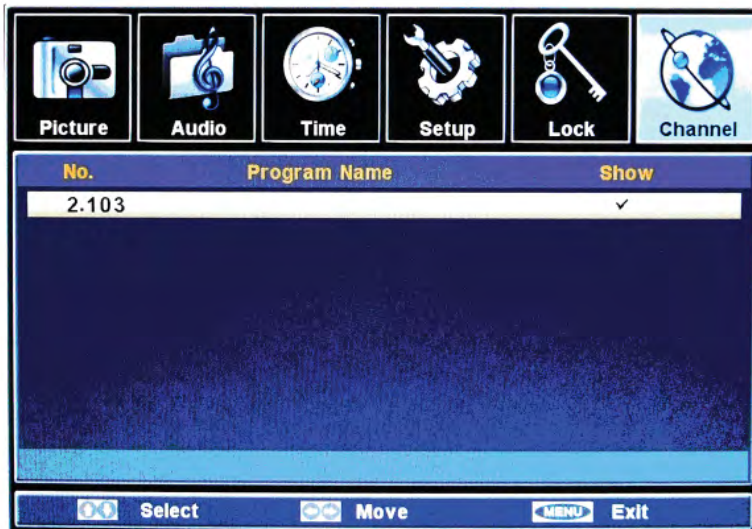 Picture Audio Time Setup Lock Channel
No. Program Name Show
2.103 ✓
Select Move MENU Exit